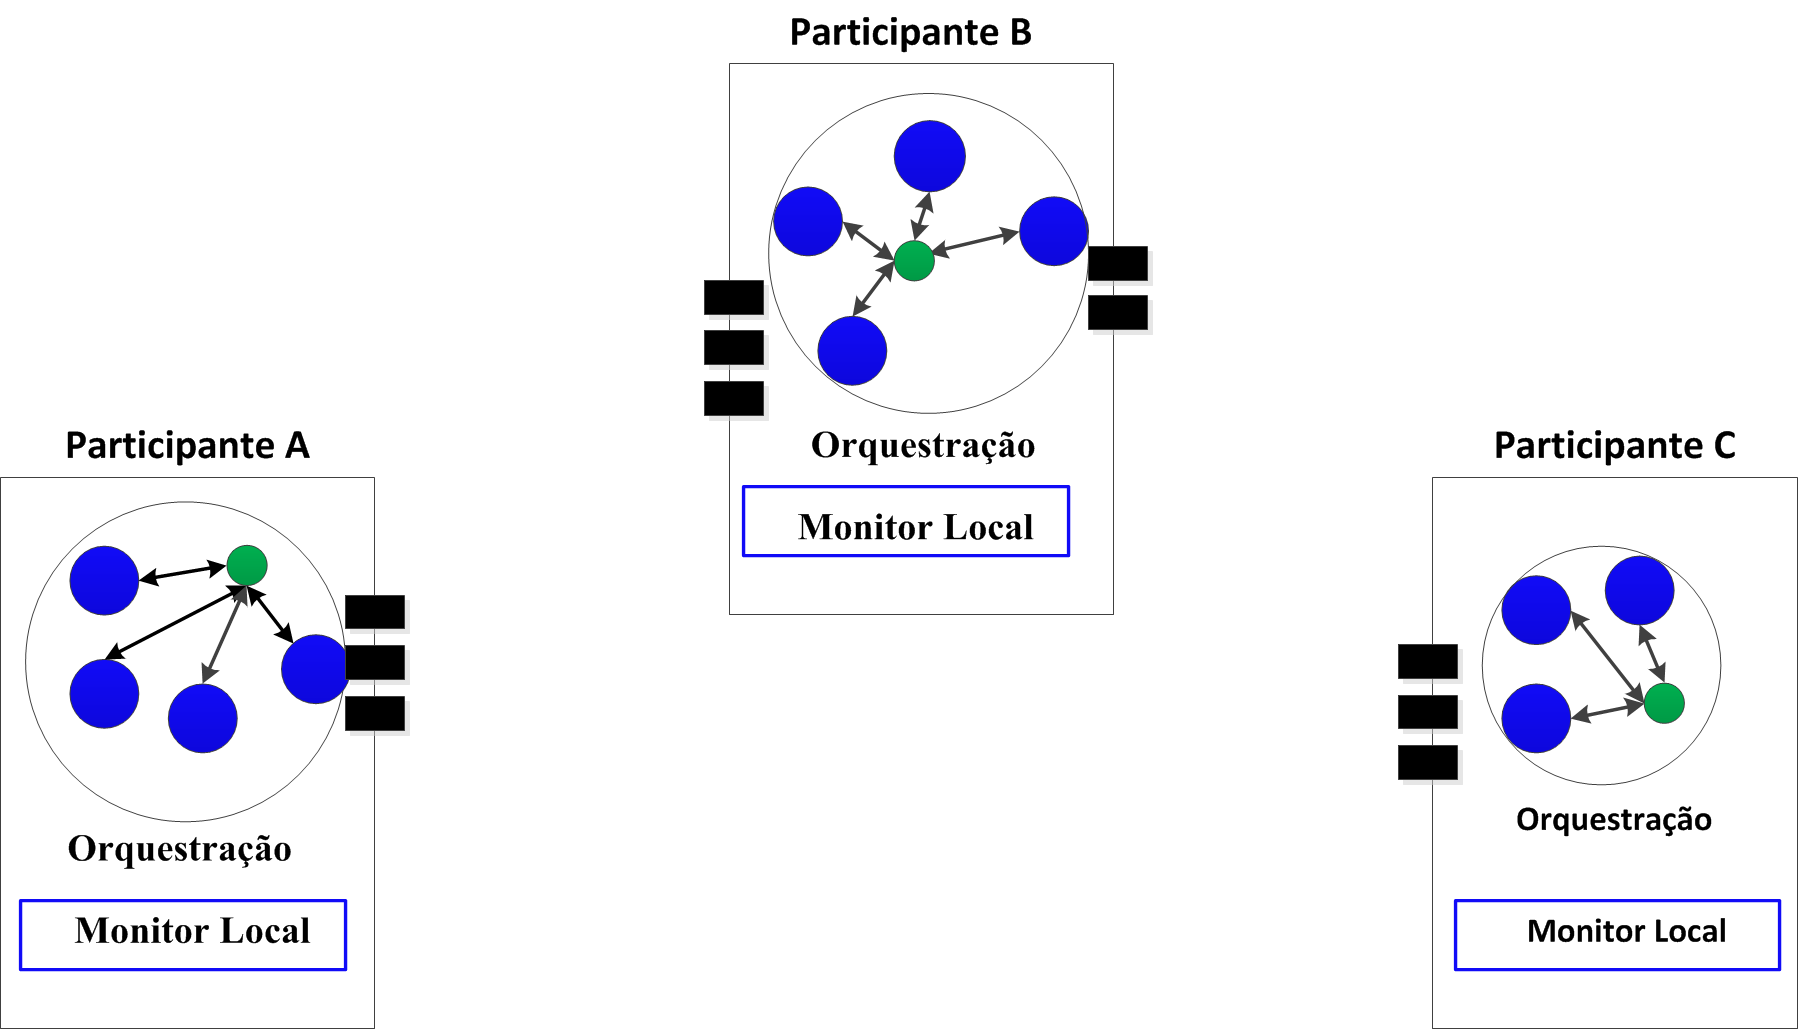 Participante B
Orquestração
Monitor Local
Participante A
Orquestração
Monitor Local
Participante C
Orquestração
Monitor Local